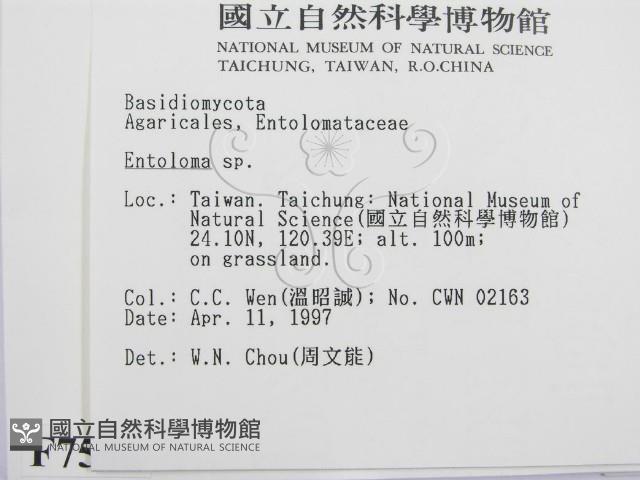 國立自然科學博物館
NATIONAL MUSEUM OF NATURAL SCIENCE
TAICHUNG, TAIWAN, R.O.CHINA
Basidiomycota
Agaricales, Entolomataceae
Entoloma sp.
Loc.: Taiwan. Taichung: National Museum of
Natural Science(國立自然科學博物館)
24.10N, 120.39E; alt. 100m;
on grassland.
Col.: C.C. Wen(溫昭誠); No. CWN 02163
Date: Apr. 11, 1997
Det.: W.N. Chou(周文能)
國立自然科學博物館
NATIONAL MUSEUM OF NATURAL SCIENCE
F75